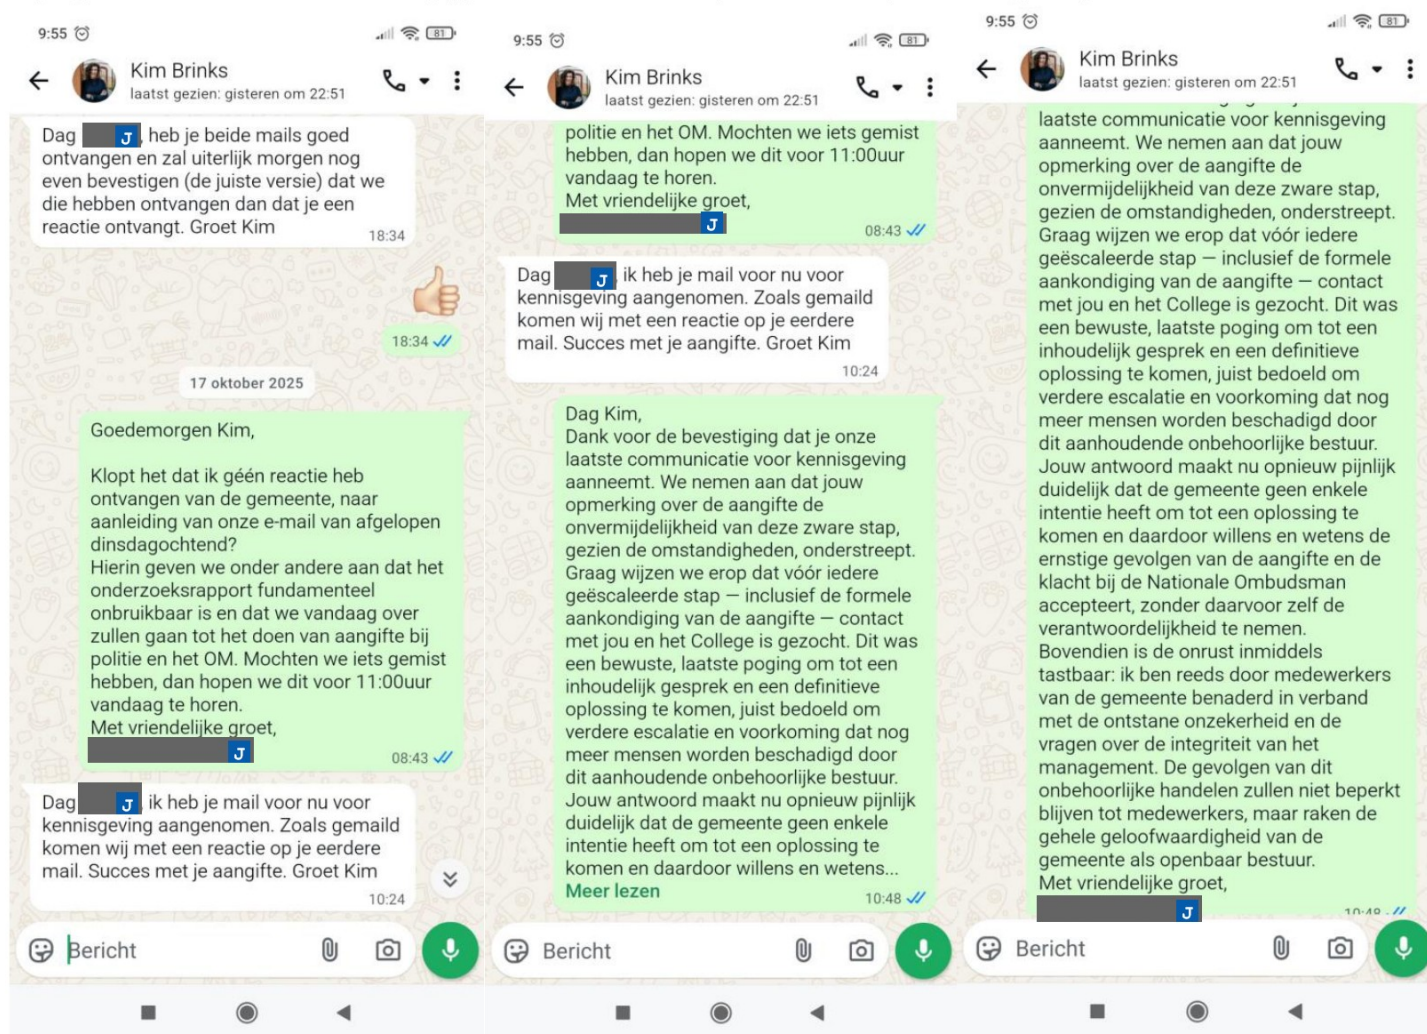 9:55
81
Kim Brinks
laatst gezien: gisteren om 22:51
Dag J, heb je beide mails goed
ontvangen en zal uiterlijk morgen nog
even bevestigen (de juiste versie) dat we
die hebben ontvangen dan dat je een
reactie ontvangt. Groet Kim
18:34
18:34
17 oktober 2025
Goedemorgen Kim,
Klopt het dat ik géén reactie heb
ontvangen van de gemeente, naar
aanleiding van onze e-mail van afgelopen
dinsdagochtend?
Hierin geven we onder andere aan dat het
onderzoeksrapport fundamenteel
onbruikbaar is en dat we vandaag over
zullen gaan tot het doen van aangifte bij
politie en het OM. Mochten we iets gemist
hebben, dan hopen we dit voor 11:00uur
vandaag te horen.
Met vriendelijke groet,
J
08:43
Dag J, ik heb je mail voor nu voor
kennisgeving aangenomen. Zoals gemaild
komen wij met een reactie op je eerdere
mail. Succes met je aangifte. Groet Kim
10:24
Bericht
9:55
81
Kim Brinks
laatst gezien: gisteren om 22:51
politie en het OM. Mochten we iets gemist
hebben, dan hopen we dit voor 11:00uur
vandaag te horen.
Met vriendelijke groet,
J
08:43
Dag J, ik heb je mail voor nu voor
kennisgeving aangenomen. Zoals gemaild
komen wij met een reactie op je eerdere
mail. Succes met je aangifte. Groet Kim
10:24
Dag Kim,
Dank voor de bevestiging dat je onze
laatste communicatie voor kennisgeving
aanneemt. We nemen aan dat jouw
opmerking over de aangifte de
onvermijdelijkheid van deze zware stap,
gezien de omstandigheden, onderstreept.
Graag wijzen we erop dat vóór iedere
geëscaleerde stap — inclusief de formele
aankondiging van de aangifte — contact
met jou en het College is gezocht. Dit was
een bewuste, laatste poging om tot een
inhoudelijk gesprek en een definitieve
oplossing te komen, juist bedoeld om
verdere escalatie en voorkoming dat nog
meer mensen worden beschadigd door
dit aanhoudende onbehoorlijke bestuur.
Jouw antwoord maakt nu opnieuw pijnlijk
duidelijk dat de gemeente geen enkele
intentie heeft om tot een oplossing te
komen en daardoor willens en wetens...
Meer lezen
10:48
Bericht
9:55
81
Kim Brinks
laatst gezien: gisteren om 22:51
laatste communicatie voor kennisgeving
aanneemt. We nemen aan dat jouw
opmerking over de aangifte de
onvermijdelijkheid van deze zware stap,
gezien de omstandigheden, onderstreept.
Graag wijzen we erop dat vóór iedere
geëscaleerde stap — inclusief de formele
aankondiging van de aangifte — contact
met jou en het College is gezocht. Dit was
een bewuste, laatste poging om tot een
inhoudelijk gesprek en een definitieve
oplossing te komen, juist bedoeld om
verdere escalatie en voorkoming dat nog
meer mensen worden beschadigd door
dit aanhoudende onbehoorlijke bestuur.
Jouw antwoord maakt nu opnieuw pijnlijk
duidelijk dat de gemeente geen enkele
intentie heeft om tot een oplossing te
komen en daardoor willens en wetens de
ernstige gevolgen van de aangifte en de
klacht bij de Nationale Ombudsman
accepteert, zonder daarvoor zelf de
verantwoordelijkheid te nemen.
Bovendien is de onrust inmiddels
tastbaar: ik ben reeds door medewerkers
van de gemeente benaderd in verband
met de ontstane onzekerheid en de
vragen over de integriteit van het
management. De gevolgen van dit
onbehoorlijke handelen zullen niet beperkt
blijven tot medewerkers, maar raken de
gehele geloofwaardigheid van de
gemeente als openbaar bestuur.
Met vriendelijke groet,
J
10:48
Bericht